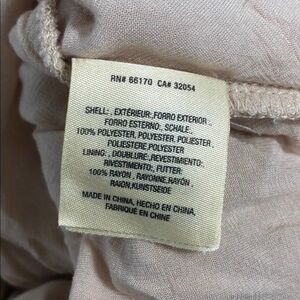 RN# 66170 CA# 32054
SHELL: , EXTÉRIEUR:,FORRO EXTERIOR :,
FORRO ESTERNO:, SCHALE:,
100% POLYESTER, POLYESTER, POLIESTER,
POLIESTERE,POLYESTER
LINING: , DOUBLURE:,REVESTIMIENTO:,
RIVESTIMENTO:, FUTTER:
100% RAYON , RAYONNE,RAYÓN ,
RAION,KUNSTSEIDE
MADE IN CHINA, HECHO EN CHINA,
FABRIQUÉ EN CHINE